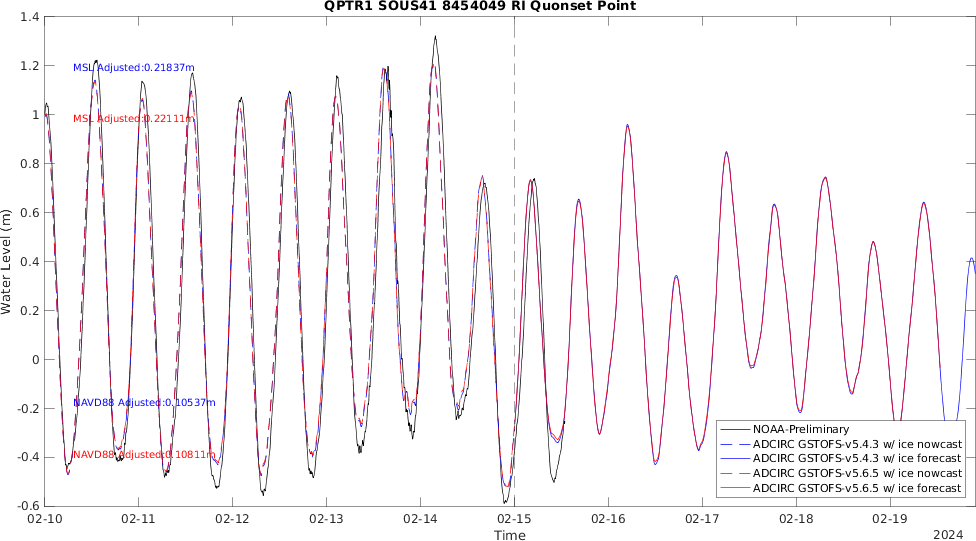 QPTR1 SOUS41 8454049 RI Quonset Point
1.4
1.2
1
0.8
0.6
0.4
0.2
0
-0.2
-0.4
-0.6
Water Level (m)
MSL Adjusted:0.21837m
MSL Adjusted:0.22111m
NAVD88 Adjusted:0.10537m
NAVD88 Adjusted:0.10811m
NOAA-Preliminary
ADCIRC GSTOFS-v5.4.3 w/ ice nowcast
ADCIRC GSTOFS-v5.4.3 w/ ice forecast
ADCIRC GSTOFS-v5.6.5 w/ ice nowcast
ADCIRC GSTOFS-v5.6.5 w/ ice forecast
02-10 02-11 02-12 02-13 02-14 02-15 02-16 02-17 02-18 02-19
Time
2024